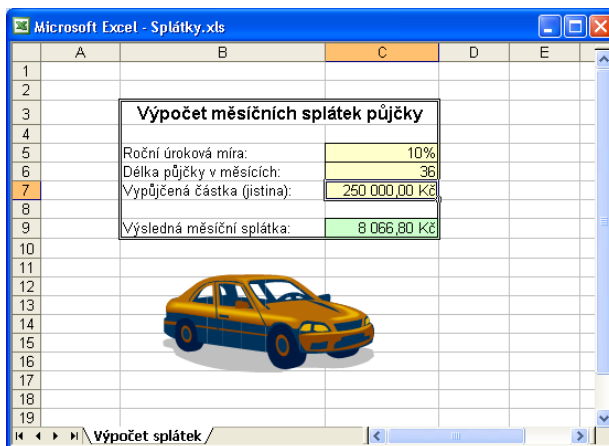 Microsoft Excel - Splátky.xls
A B C D E
1
2
3 Výpočet měsíčních splátek půjčky
4
5 Roční úroková míra: 10%
6 Délka půjčky v měsících: 36
7 Vypůjčená částka (jistina): 250 000,00 Kč
8
9 Výsledná měsíční splátka: 8 066,80 Kč
10
11
12
13
14
15
16
17
18
19
Výpočet splátek